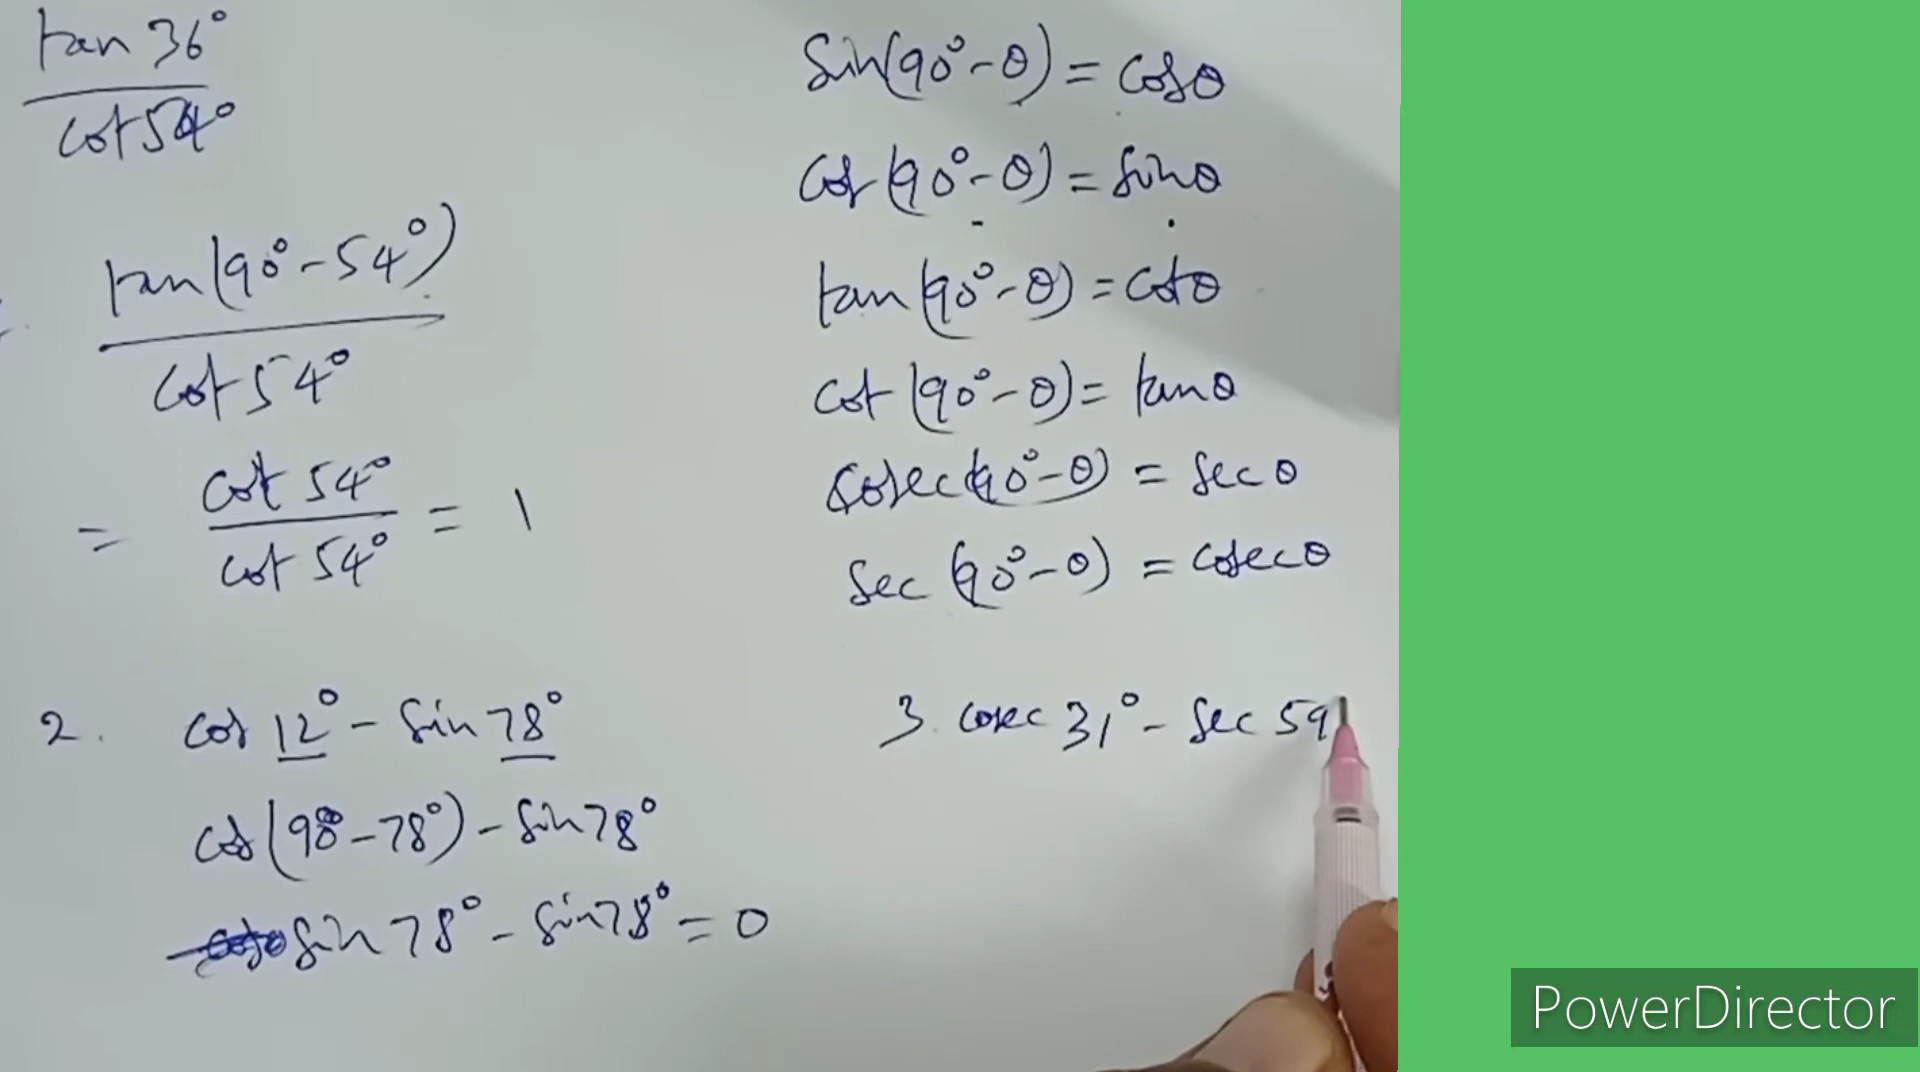 tan 36°
cot 54°
tan(90°-54°)
cot 54°
= cot 54° = 1
cot 54°
sin(90°-θ) = cosθ
cos(90°-θ) = sinθ
tan(90°-θ) = cotθ
cot(90°-θ) = tanθ
cosec(90°-θ) = secθ
sec(90°-θ) = cosecθ
2. cos 12° - sin 78°
cos(90°-78°) - sin 78°
sin 78° - sin 78° = 0
3. cosec 31° - sec 59
PowerDirector